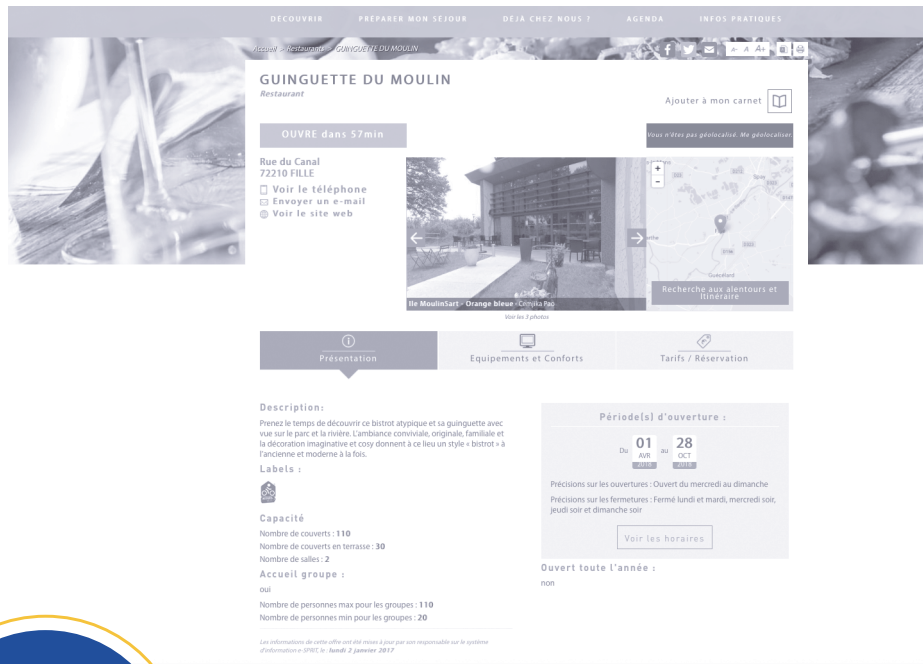 DÉCOUVRIR PRÉPARER MON SÉJOUR DEJÀ CHEZ NOUS ? AGENDA INFOS PRATIQUES
Accueil > Restaurants > GUINGUETTE DU MOULIN
A- A A+
GUINGUETTE DU MOULIN
Restaurant
Ajouter à mon carnet
OUVRE dans 57min
Vous n'êtes pas géolocalisé. Me géolocaliser.
Rue du Canal
72210 FILLE
Voir le téléphone
Envoyer un e-mail
Voir le site web
+
-
Guécélard
Recherche aux alentours et
Itinéraire
Ile MoulinSart - Orange bleue -
Voir les 3 photos
Présentation
Equipements et Conforts
Tarifs / Réservation
Description:
Prenez le temps de découvrir ce bistrot atypique et sa guinguette avec
vue sur le parc et la rivière. L'ambiance conviviale, originale, familiale et
la décoration imaginative et cosy donnent à ce lieu un style « bistrot » à
l'ancienne et moderne à la fois.
Labels :
Capacité
Nombre de couverts : 110
Nombre de couverts en terrasse : 30
Nombre de salles : 2
Accueil groupe :
oui
Nombre de personnes max pour les groupes : 110
Nombre de personnes min pour les groupes : 20
Les informations de cette offre ont été mises à jour par son responsable sur le système
d'information e-SPRIT, le : lundi 2 janvier 2017
Période(s) d'ouverture :
Du 01 AVR 2018 au 28 OCT 2018
Précisions sur les ouvertures : Ouvert du mercredi au dimanche
Précisions sur les fermetures : Fermé lundi et mardi, mercredi soir,
jeudi soir et dimanche soir
Voir les horaires
Ouvert toute l'année :
non